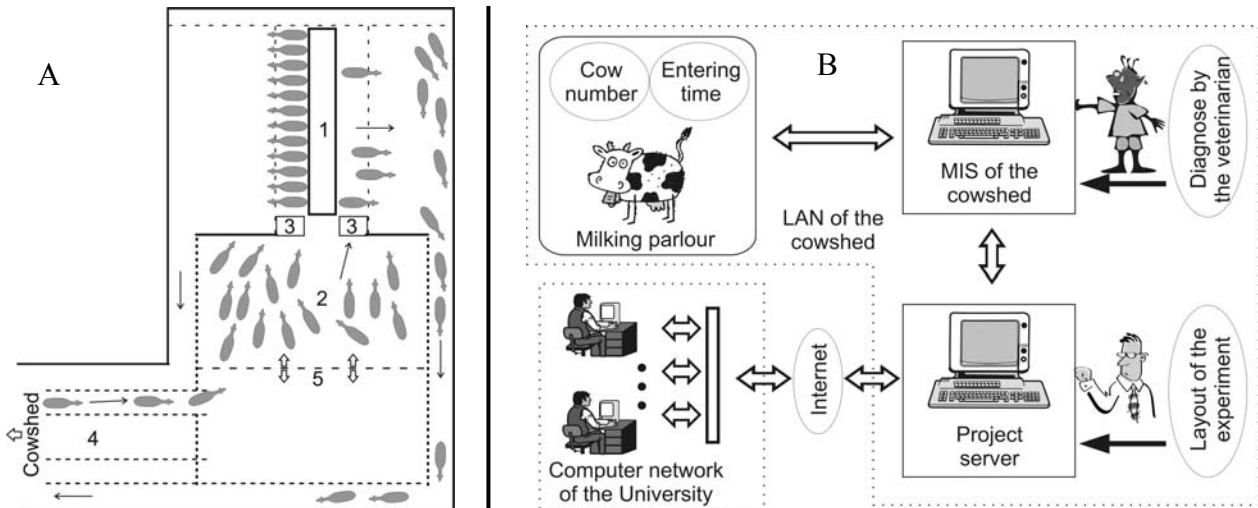 A
1
3
3
2
5
4
Cowshed
B
Cow
number
Entering
time
Milking parlour
LAN of the
cowshed
MIS of the
cowshed
Diagnose by
the veterinarian
Computer network
of the University
Internet
Project
server
Layout of the
experiment